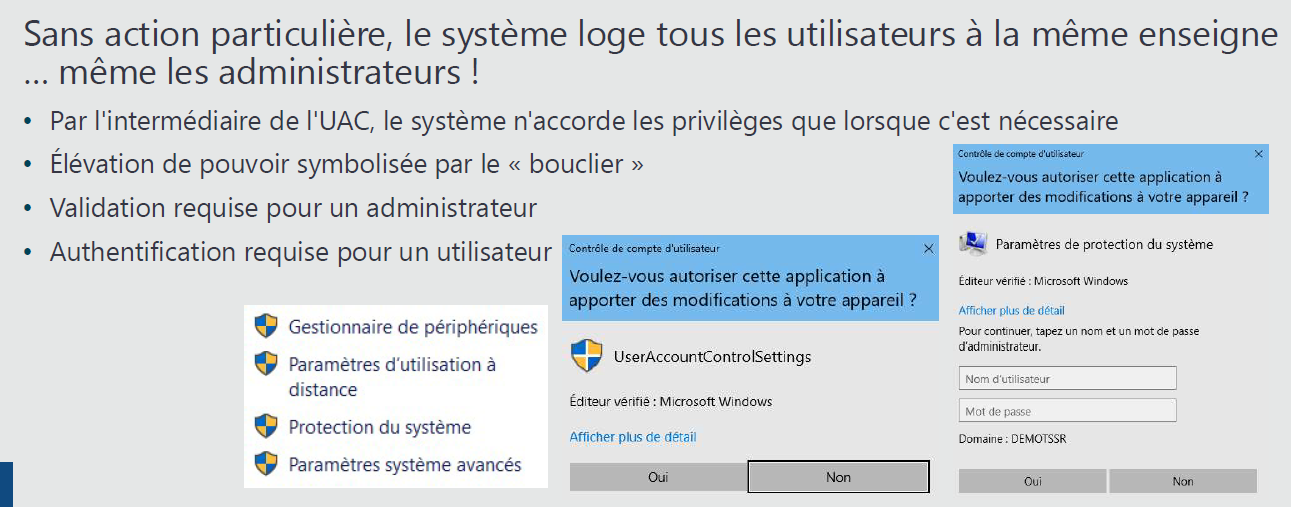 Sans action particulière, le système loge tous les utilisateurs à la même enseigne
... même les administrateurs !
• Par l'intermédiaire de l'UAC, le système n'accorde les privilèges que lorsque c'est nécessaire
• Élévation de pouvoir symbolisée par le « bouclier »
• Validation requise pour un administrateur
• Authentification requise pour un utilisateur
Gestionnaire de périphériques
Paramètres d'utilisation à
distance
Protection du système
Paramètres système avancés
Contrôle de compte d'utilisateur
Voulez-vous autoriser cette application à
apporter des modifications à votre appareil ?
UserAccountControlSettings
Éditeur vérifié : Microsoft Windows
Afficher plus de détail
Oui
Non
Contrôle de compte d'utilisateur
Voulez-vous autoriser cette application à
apporter des modifications à votre appareil ?
Paramètres de protection du système
Éditeur vérifié : Microsoft Windows
Afficher plus de détail
Pour continuer, tapez un nom et un mot de passe
d'administrateur.
Nom d'utilisateur
Mot de passe
Domaine : DEMOTSSR
Oui
Non